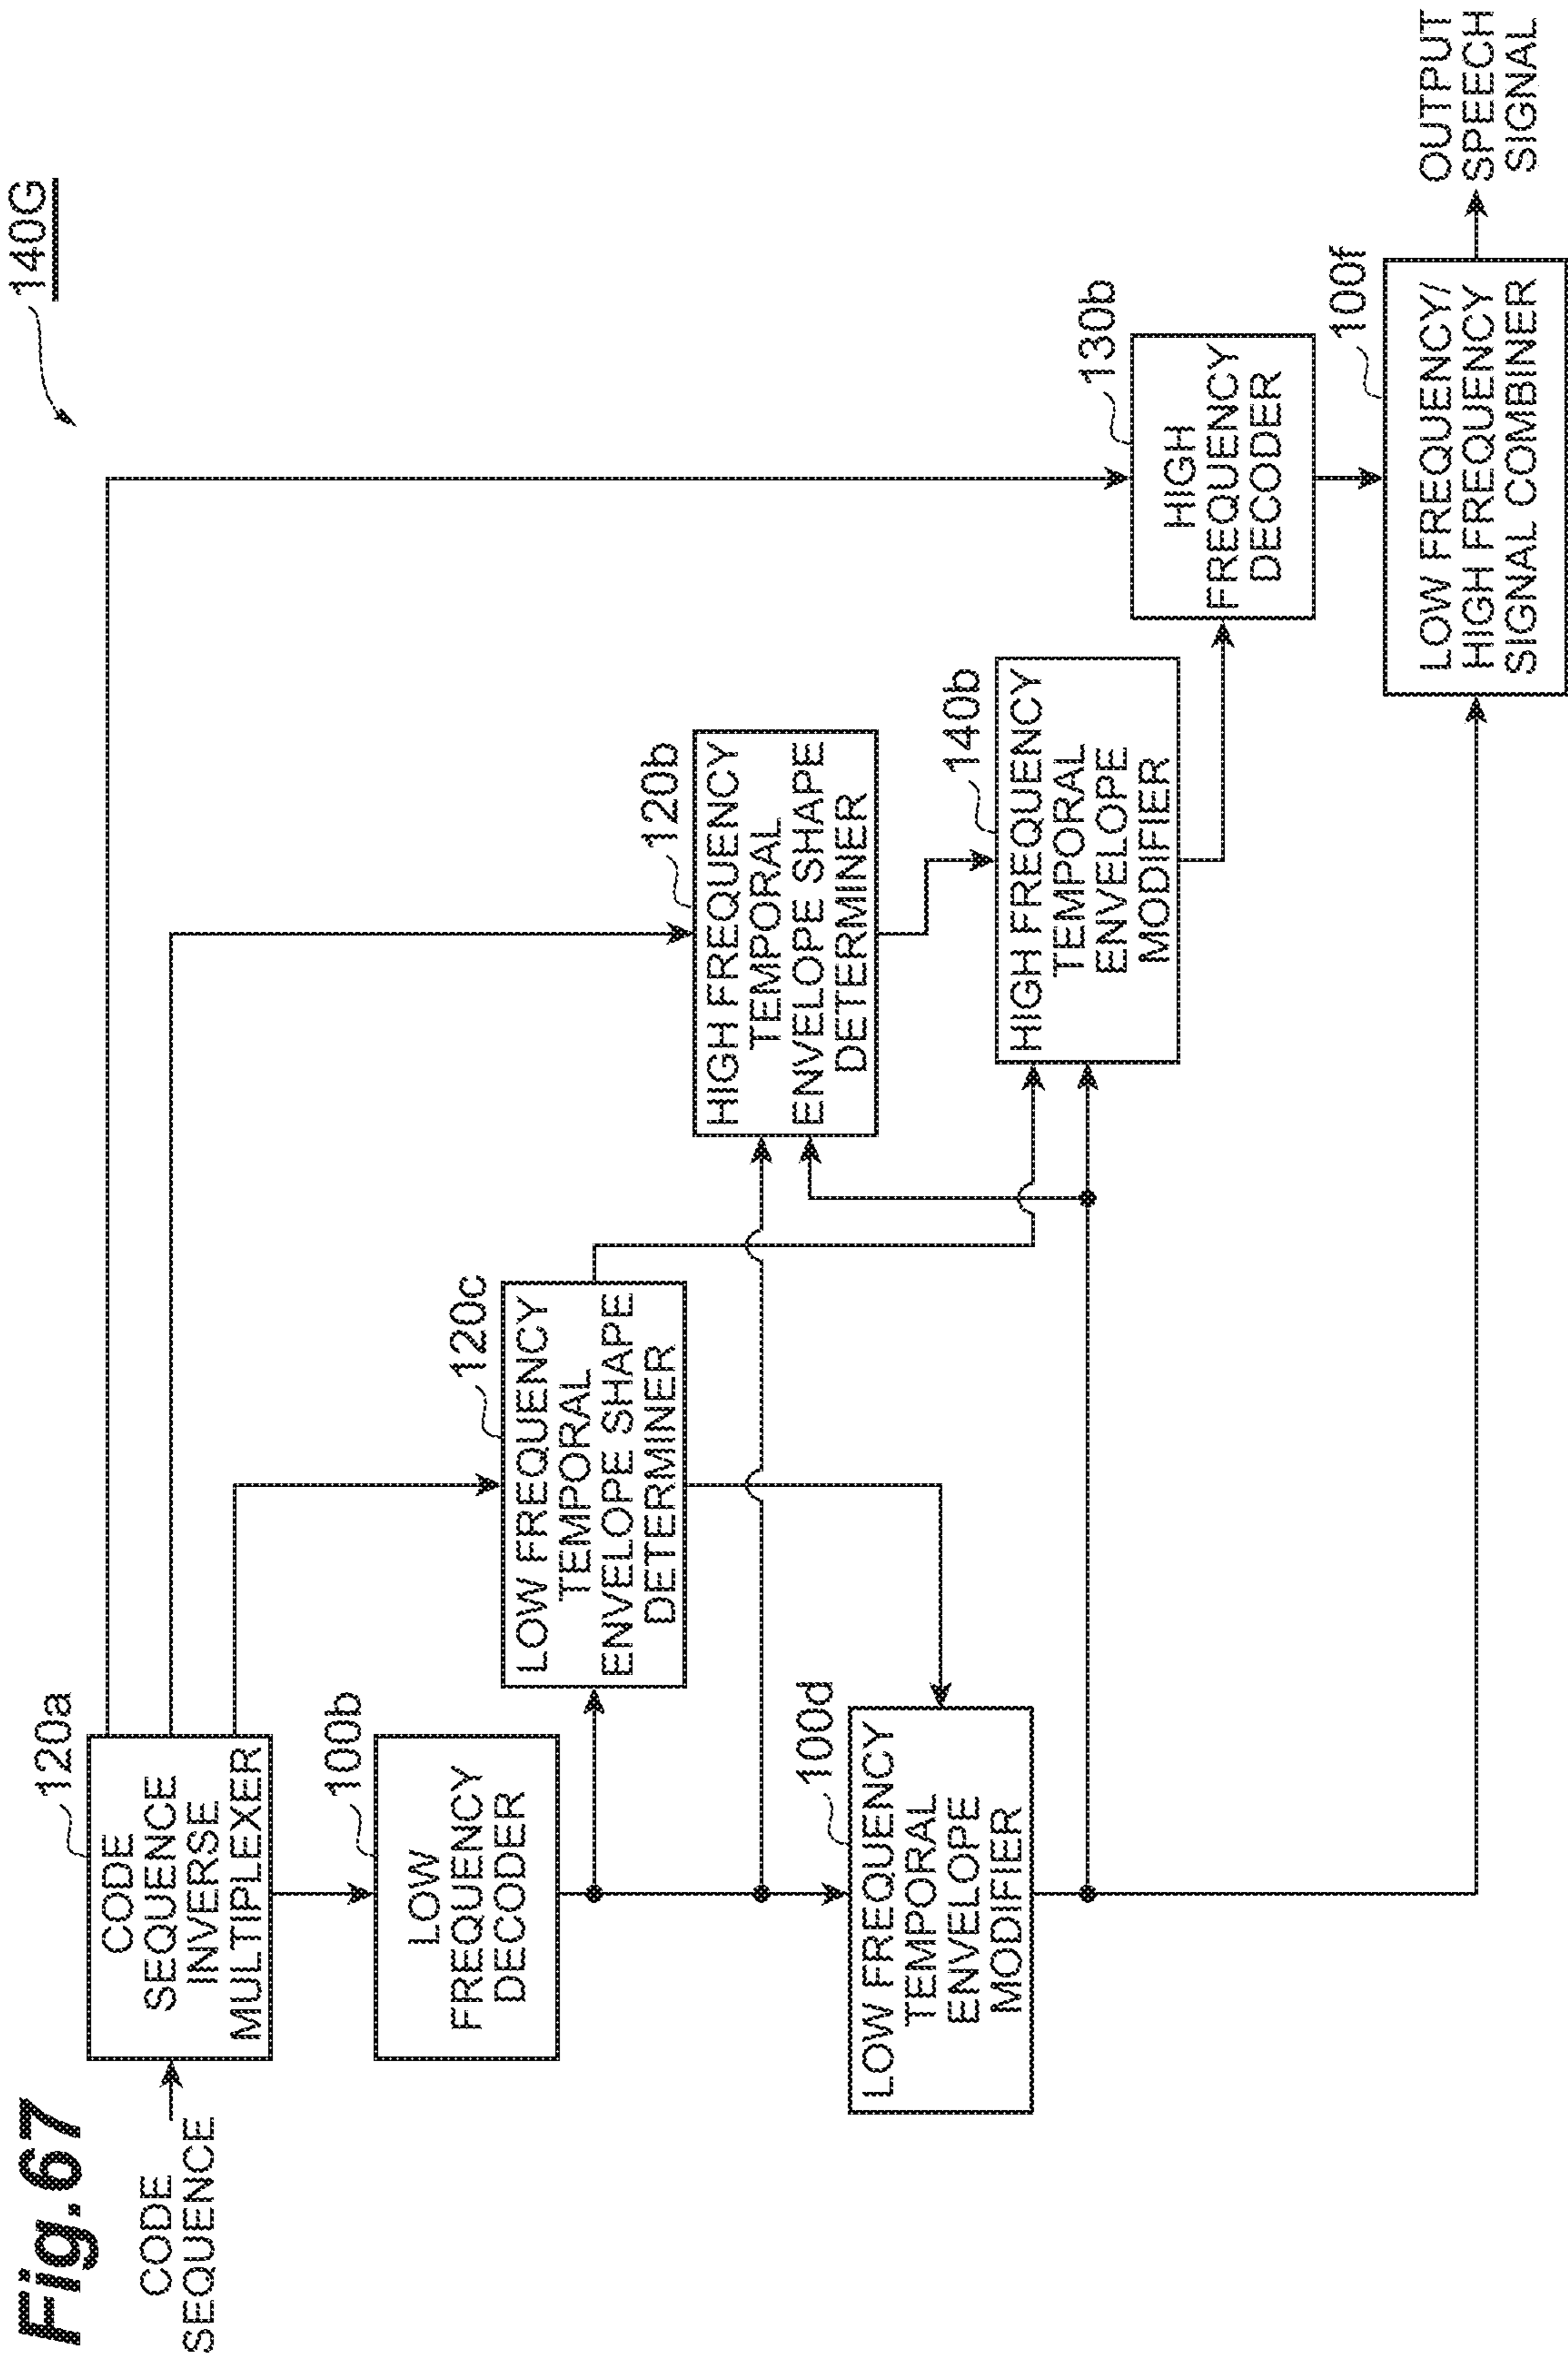 Fig.67
140G
CODE
SEQUENCE
120a
CODE
SEQUENCE
INVERSE
MULTIPLEXER
100b
LOW
FREQUENCY
DECODER
120c
LOW FREQUENCY
TEMPORAL
ENVELOPE SHAPE
DETERMINER
120b
HIGH FREQUENCY
TEMPORAL
ENVELOPE SHAPE
DETERMINER
100d
LOW FREQUENCY
TEMPORAL
ENVELOPE
MODIFIER
140b
HIGH FREQUENCY
TEMPORAL
ENVELOPE
MODIFIER
130b
HIGH
FREQUENCY
DECODER
100f
LOW FREQUENCY/
HIGH FREQUENCY
SIGNAL COMBINER
OUTPUT
SPEECH
SIGNAL